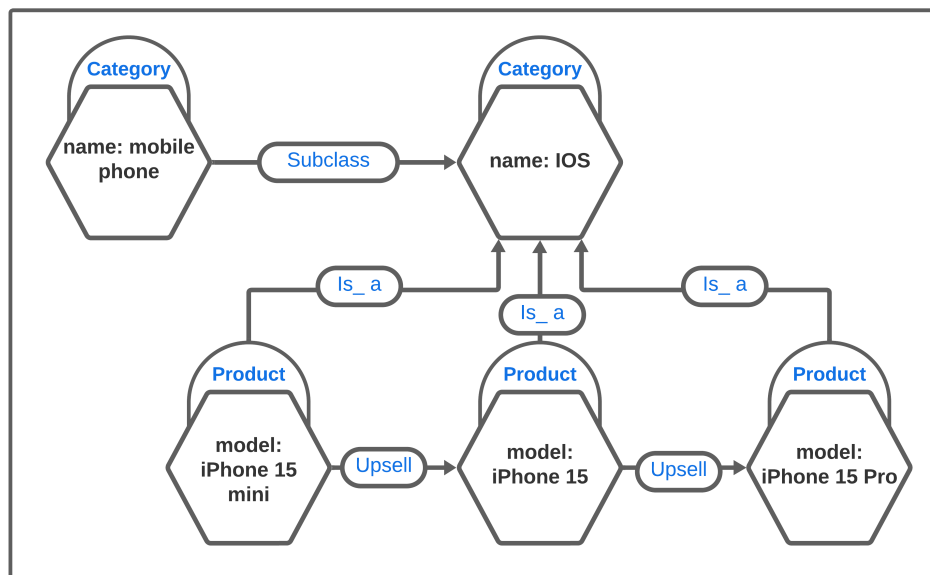 Category
Category
name: mobile
phone
Subclass
name: IOS
Is_ a
Is_ a
Is_ a
Product
Product
Product
model:
iPhone 15
mini
Upsell
model:
iPhone 15
Upsell
model:
iPhone 15 Pro